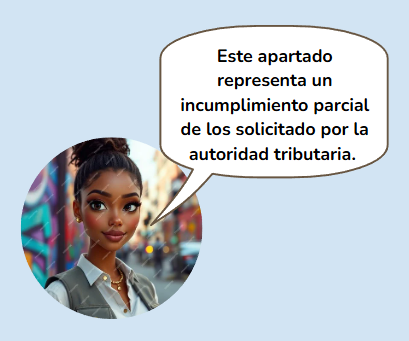 Este apartado
representa un
incumplimiento parcial
de los solicitado por la
autoridad tributaria.